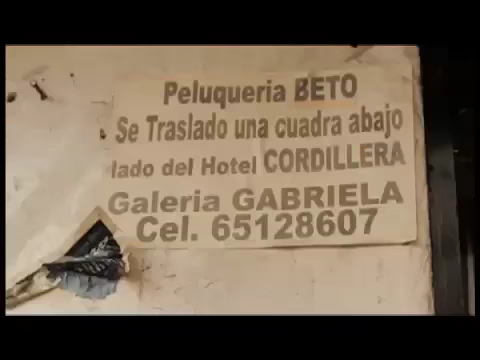 Peluqueria BETO
Se Traslado una cuadra abajo
lado del Hotel CORDILLERA
Galeria GABRIELA
Cel. 65128607